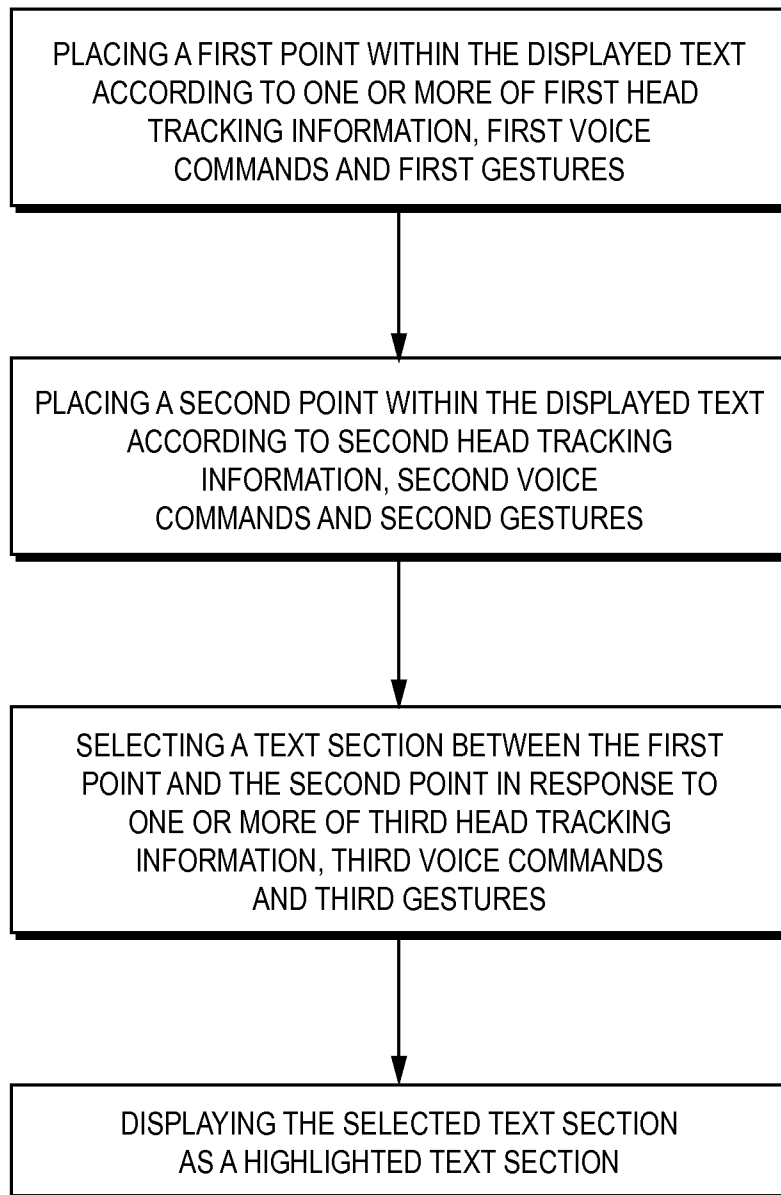 PLACING A FIRST POINT WITHIN THE DISPLAYED TEXT
ACCORDING TO ONE OR MORE OF FIRST HEAD
TRACKING INFORMATION, FIRST VOICE
COMMANDS AND FIRST GESTURES
PLACING A SECOND POINT WITHIN THE DISPLAYED TEXT
ACCORDING TO SECOND HEAD TRACKING
INFORMATION, SECOND VOICE
COMMANDS AND SECOND GESTURES
SELECTING A TEXT SECTION BETWEEN THE FIRST
POINT AND THE SECOND POINT IN RESPONSE TO
ONE OR MORE OF THIRD HEAD TRACKING
INFORMATION, THIRD VOICE COMMANDS
AND THIRD GESTURES
DISPLAYING THE SELECTED TEXT SECTION
AS A HIGHLIGHTED TEXT SECTION